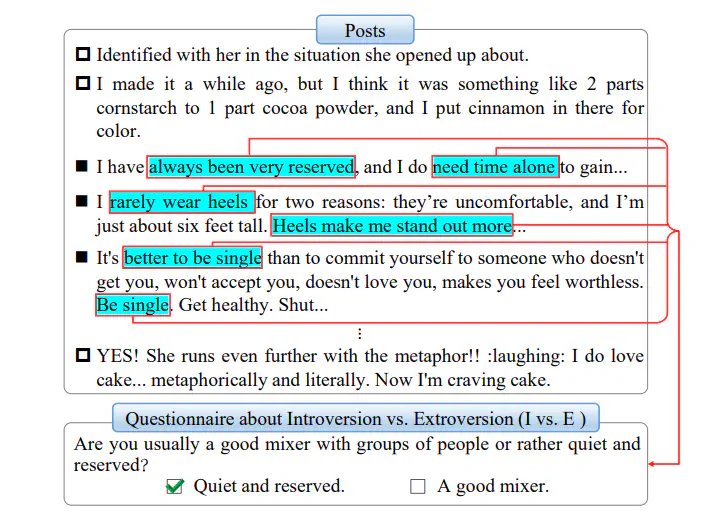 Posts
Identified with her in the situation she opened up about.
I made it a while ago, but I think it was something like 2 parts
cornstarch to 1 part cocoa powder, and I put cinnamon in there for
color.
I have always been very reserved, and I do need time alone to gain...
I rarely wear heels for two reasons: they're uncomfortable, and I'm
just about six feet tall. Heels make me stand out more...
It's better to be single than to commit yourself to someone who doesn't
get you, won't accept you, doesn't love you, makes you feel worthless.
Be single. Get healthy. Shut...
⋮
YES! She runs even further with the metaphor!! :laughing: I do love
cake... metaphorically and literally. Now I'm craving cake.
Questionnaire about Introversion vs. Extroversion (I vs. E )
Are you usually a good mixer with groups of people or rather quiet and
reserved?
Quiet and reserved. A good mixer.